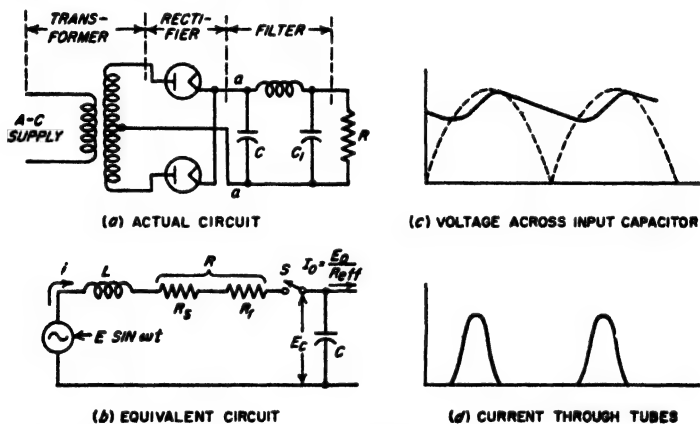 TRANS-
FORMER
RECTI-
FIER
FILTER
A-C
SUPPLY
a
a
C
C₁
R
(a) ACTUAL CIRCUIT
(c) VOLTAGE ACROSS INPUT CAPACITOR
i
L
R
Rs
R₁
S
I₀ = E₀/Reff
E SIN ωt
Ec
C
(b) EQUIVALENT CIRCUIT
(d) CURRENT THROUGH TUBES